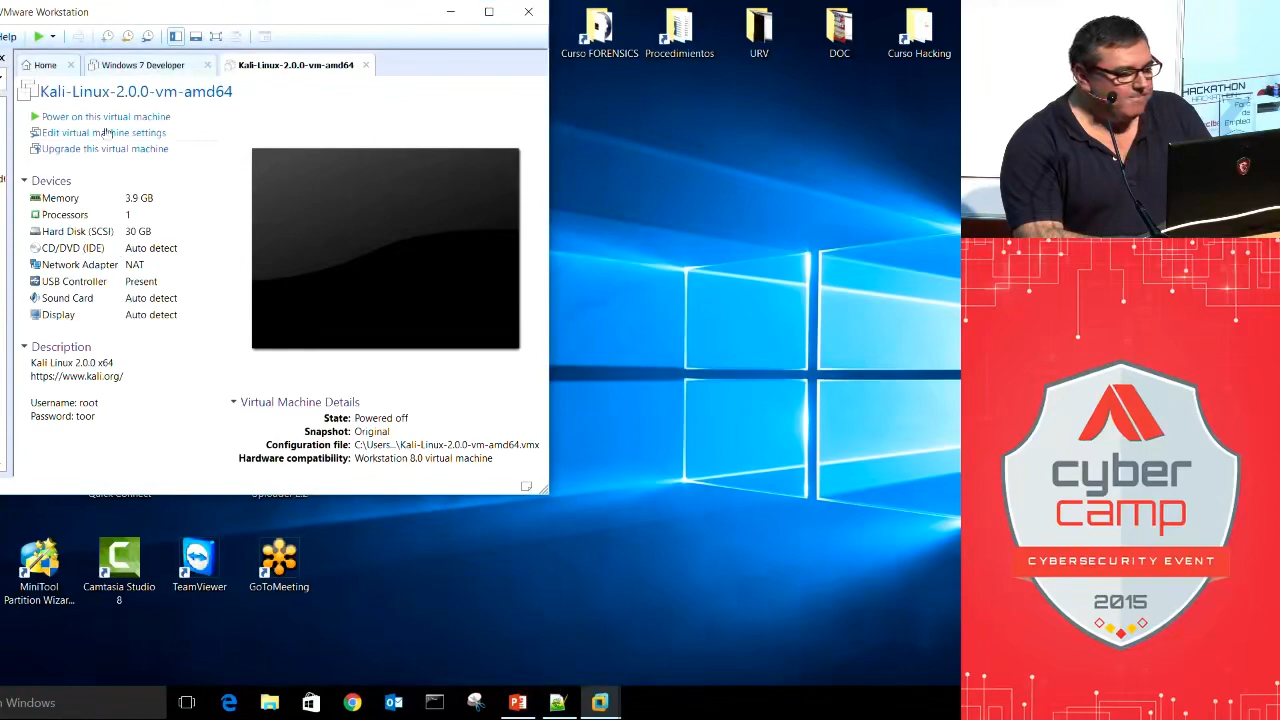 VMware Workstation
Help
Home
Windows 7 Developer
Kali-Linux-2.0.0-vm-amd64
Kali-Linux-2.0.0-vm-amd64
Power on this virtual machine
Edit virtual machine settings
Upgrade this virtual machine
Devices
Memory 3.9 GB
Processors 1
Hard Disk (SCSI) 30 GB
CD/DVD (IDE) Auto detect
Network Adapter NAT
USB Controller Present
Sound Card Auto detect
Display Auto detect
Description
Kali Linux 2.0.0 x64
https://www.kali.org/
Username: root
Password: toor
Virtual Machine Details
State: Powered off
Snapshot: Original
Configuration file: C:\Users...\Kali-Linux-2.0.0-vm-amd64.vmx
Hardware compatibility: Workstation 8.0 virtual machine
Curso FORENSICS
Procedimientos
URV
DOC
Curso Hacking
MiniTool
Partition Wizar...
Camtasia Studio
8
TeamViewer
GoToMeeting
n Windows
HACKATHON
Foro
de
Empleo
cyber
camp
CYBERSECURITY EVENT
2015